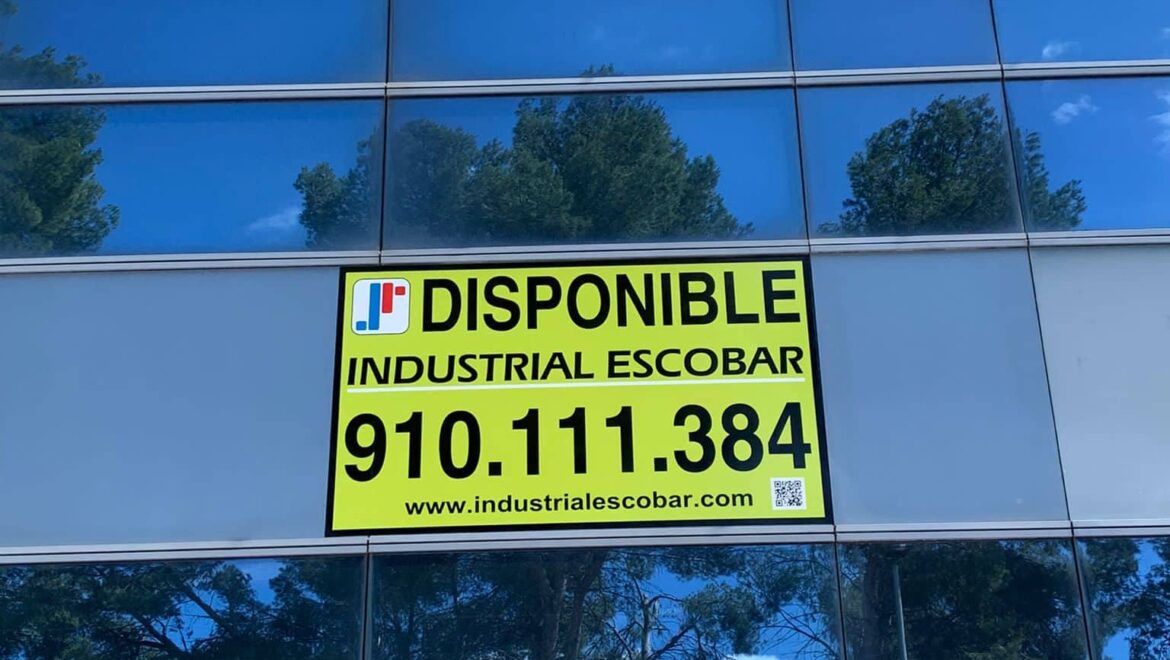 DISPONIBLE
INDUSTRIAL ESCOBAR
910.111.384
www.industrialescobar.com